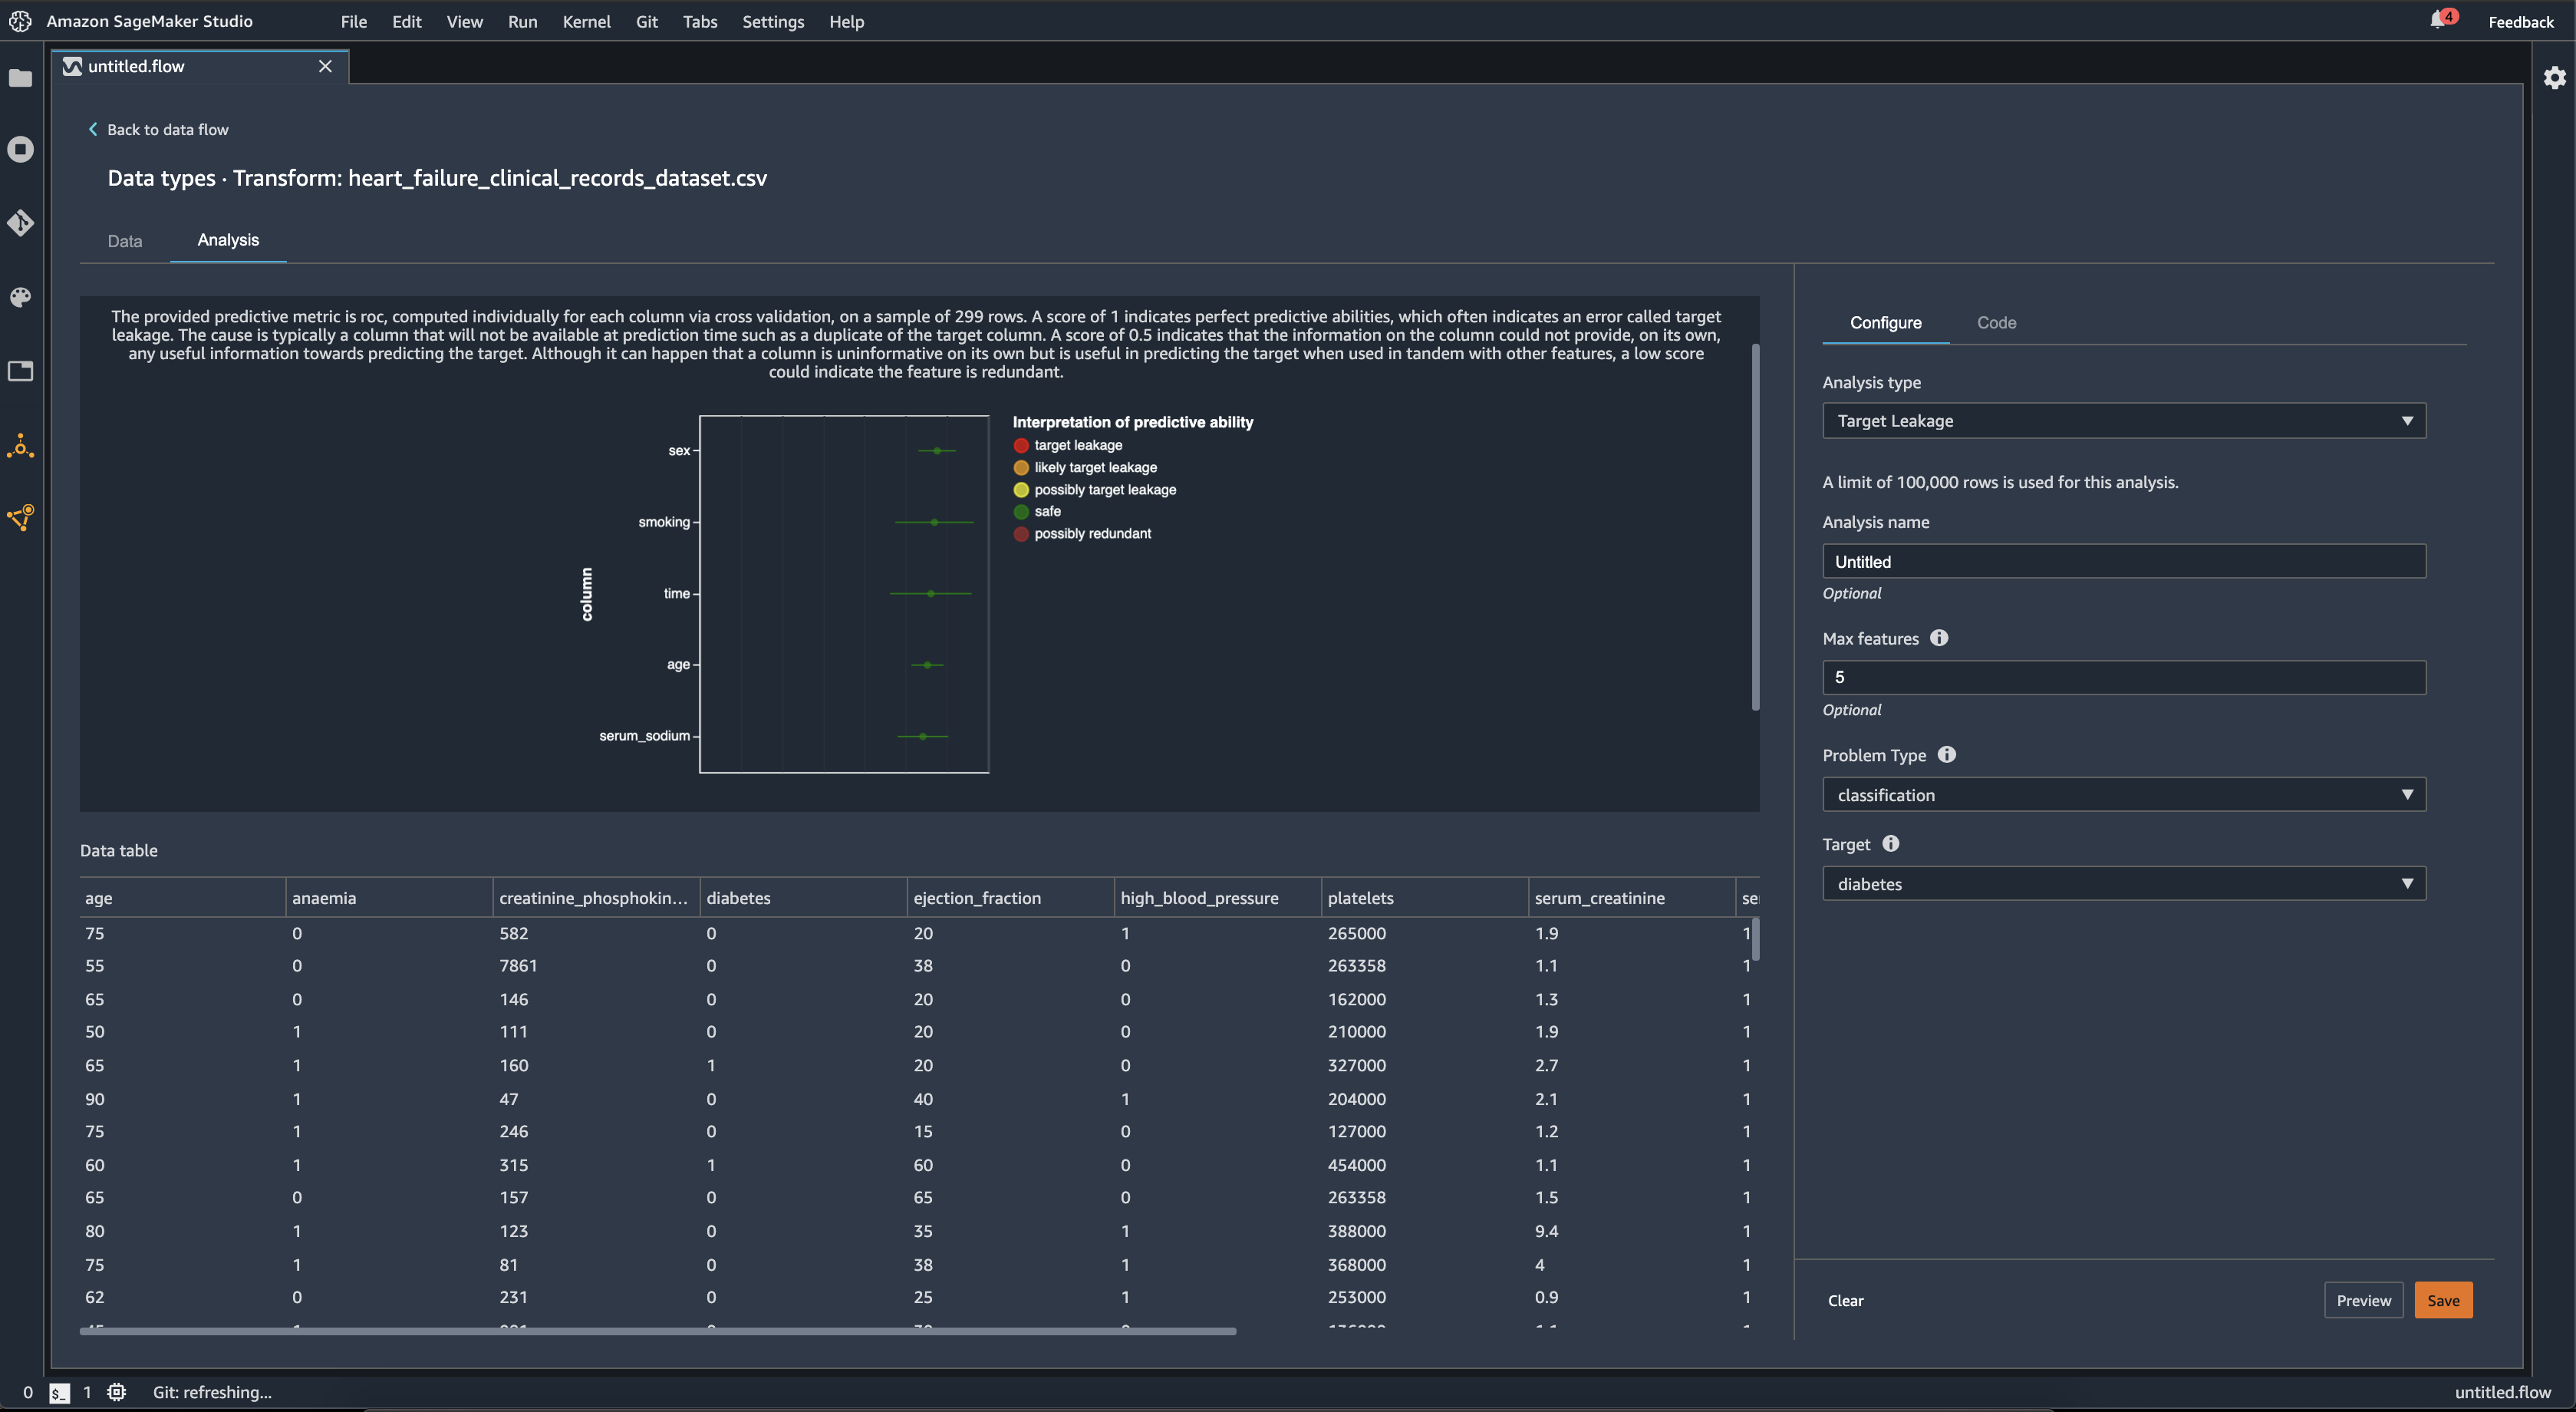 Amazon SageMaker Studio File Edit View Run Kernel Git Tabs Settings Help 4 Feedback
untitled.flow
Back to data flow
Data types · Transform: heart_failure_clinical_records_dataset.csv
Data Analysis
The provided predictive metric is roc, computed individually for each column via cross validation, on a sample of 299 rows. A score of 1 indicates perfect predictive abilities, which often indicates an error called target
leakage. The cause is typically a column that will not be available at prediction time such as a duplicate of the target column. A score of 0.5 indicates that the information on the column could not provide, on its own,
any useful information towards predicting the target. Although it can happen that a column is uninformative on its own but is useful in predicting the target when used in tandem with other features, a low score
could indicate the feature is redundant.
column
sex
smoking
time
age
serum_sodium
Interpretation of predictive ability
target leakage
likely target leakage
possibly target leakage
safe
possibly redundant
Data table
age anaemia creatinine_phosphokin... diabetes ejection_fraction high_blood_pressure platelets serum_creatinine se
75 0 582 0 20 1 265000 1.9 1
55 0 7861 0 38 0 263358 1.1 1
65 0 146 0 20 0 162000 1.3 1
50 1 111 0 20 0 210000 1.9 1
65 1 160 1 20 0 327000 2.7 1
90 1 47 0 40 1 204000 2.1 1
75 1 246 0 15 0 127000 1.2 1
60 1 315 1 60 0 454000 1.1 1
65 0 157 0 65 0 263358 1.5 1
80 1 123 0 35 1 388000 9.4 1
75 1 81 0 38 1 368000 4 1
62 0 231 0 25 1 253000 0.9 1
Configure Code
Analysis type
Target Leakage
A limit of 100,000 rows is used for this analysis.
Analysis name
Untitled
Optional
Max features
5
Optional
Problem Type
classification
Target
diabetes
Clear Preview Save
0 $_ 1 Git: refreshing... untitled.flow